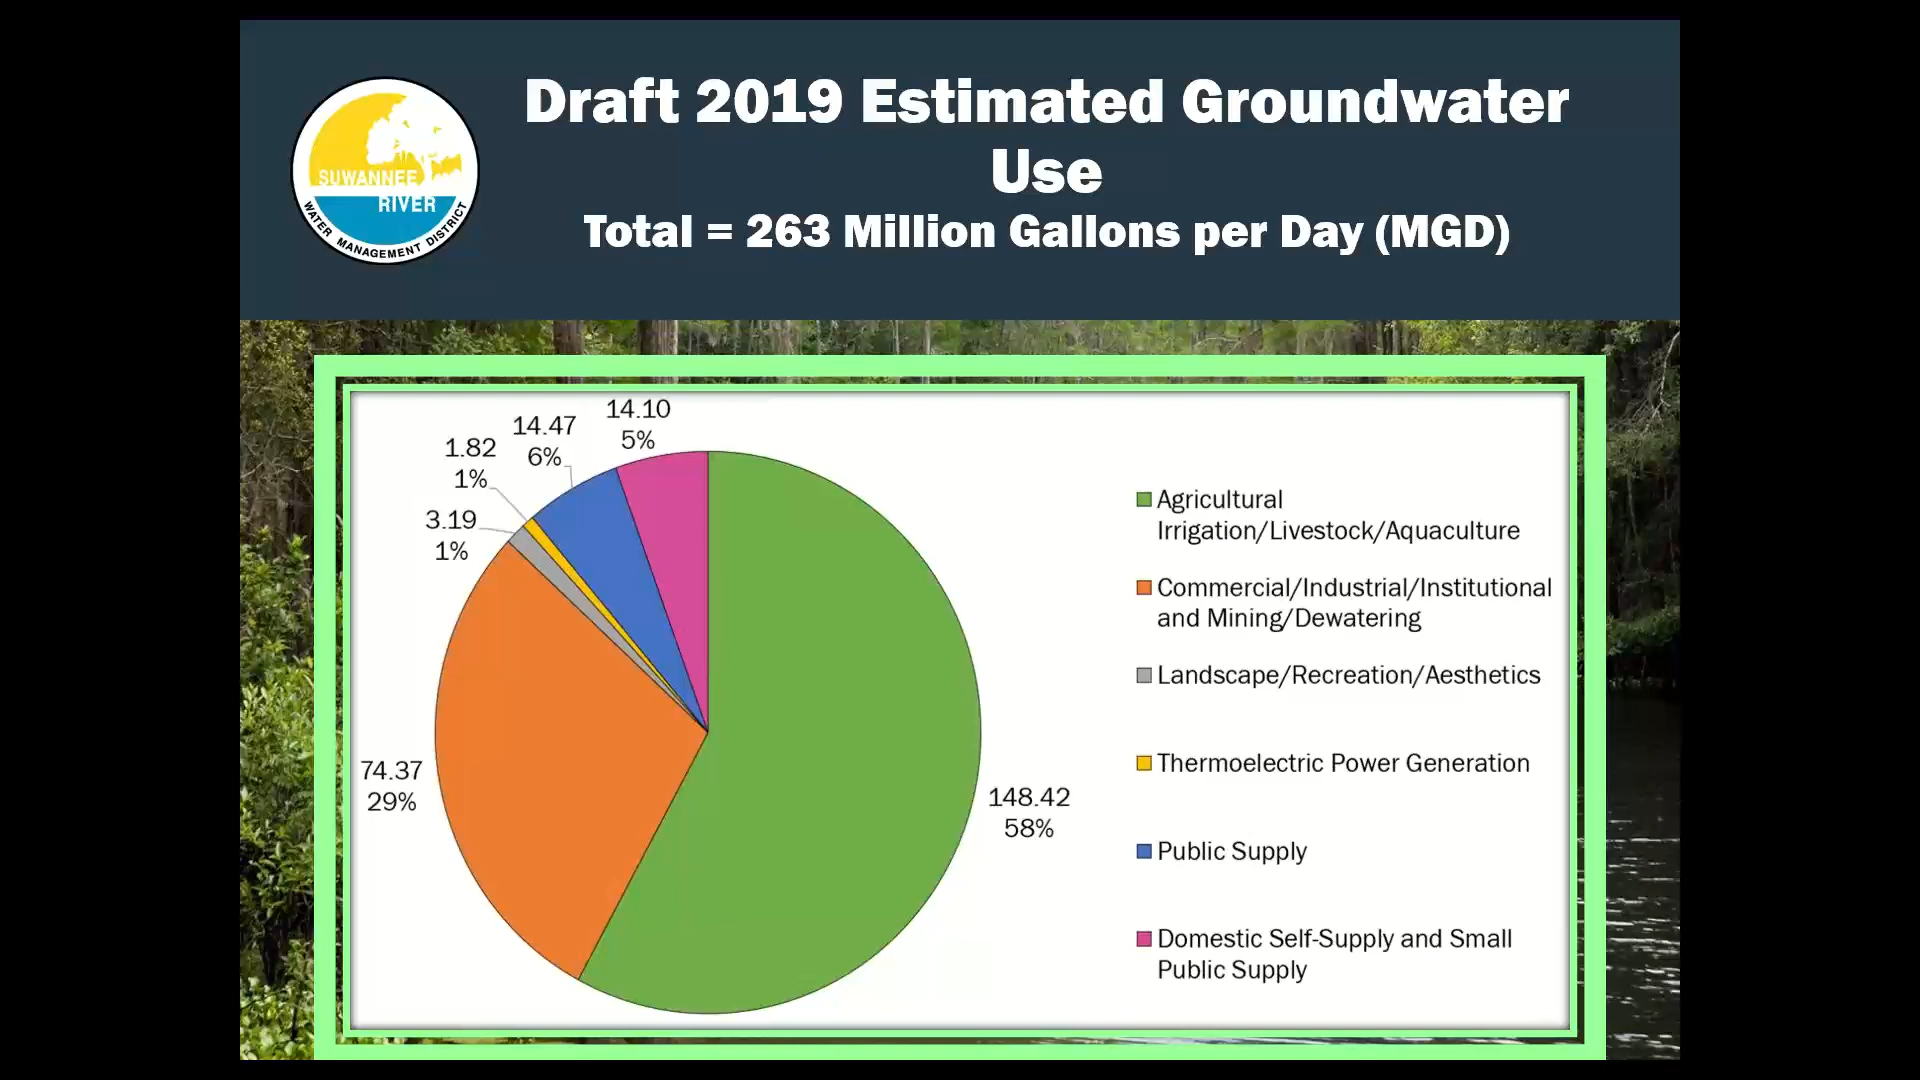 Draft 2019 Estimated Groundwater
Use
Total = 263 Million Gallons per Day (MGD)
SUWANNEE
RIVER
WATER MANAGEMENT DISTRICT
14.10
5%
14.47
6%
1.82
1%
3.19
1%
74.37
29%
148.42
58%
Agricultural
Irrigation/Livestock/Aquaculture
Commercial/Industrial/Institutional
and Mining/Dewatering
Landscape/Recreation/Aesthetics
Thermoelectric Power Generation
Public Supply
Domestic Self-Supply and Small
Public Supply